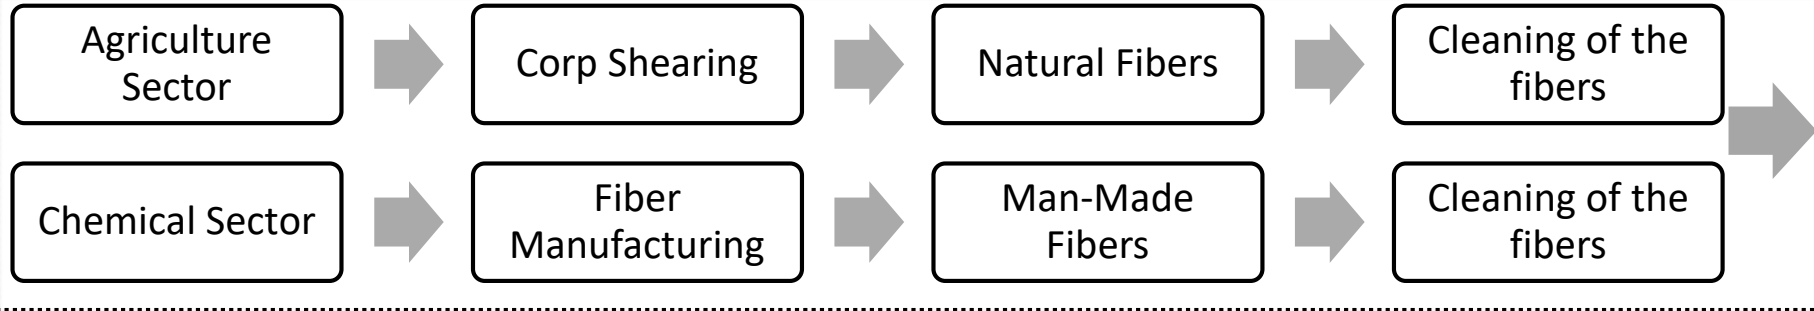 Agriculture
Sector
Corp Shearing
Natural Fibers
Cleaning of the
fibers
Chemical Sector
Fiber
Manufacturing
Man-Made
Fibers
Cleaning of the
fibers